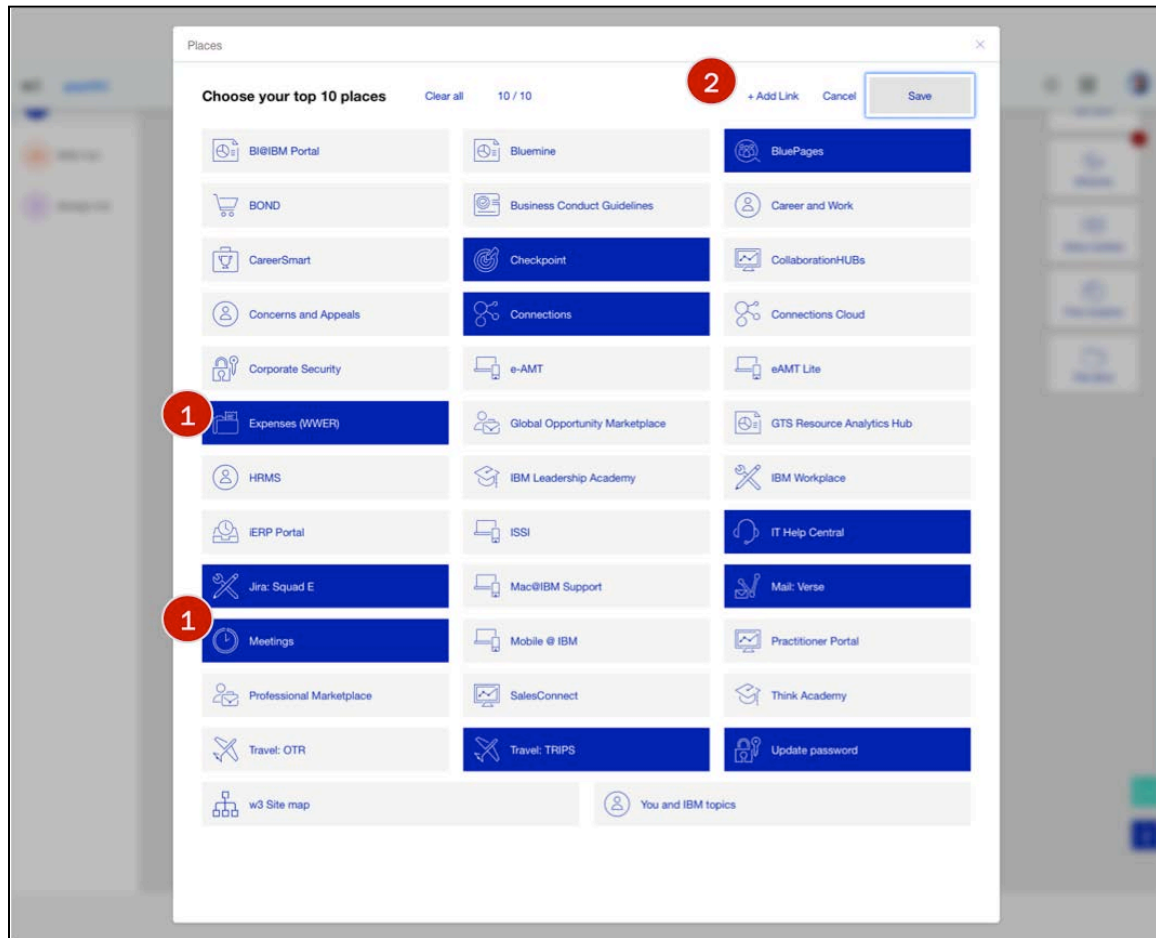 Places
Choose your top 10 places Clear all 10 / 10 2 + Add Link Cancel Save
BI@IBM Portal Bluemine BluePages
BOND Business Conduct Guidelines Career and Work
CareerSmart Checkpoint CollaborationHUBs
Concerns and Appeals Connections Connections Cloud
Corporate Security e-AMT eAMT Lite
1 Expenses (WWER) Global Opportunity Marketplace GTS Resource Analytics Hub
HRMS IBM Leadership Academy IBM Workplace
iERP Portal ISSI IT Help Central
Jira: Squad E Mac@IBM Support Mail: Verse
1 Meetings Mobile @ IBM Practitioner Portal
Professional Marketplace SalesConnect Think Academy
Travel: OTR Travel: TRIPS Update password
w3 Site map You and IBM topics